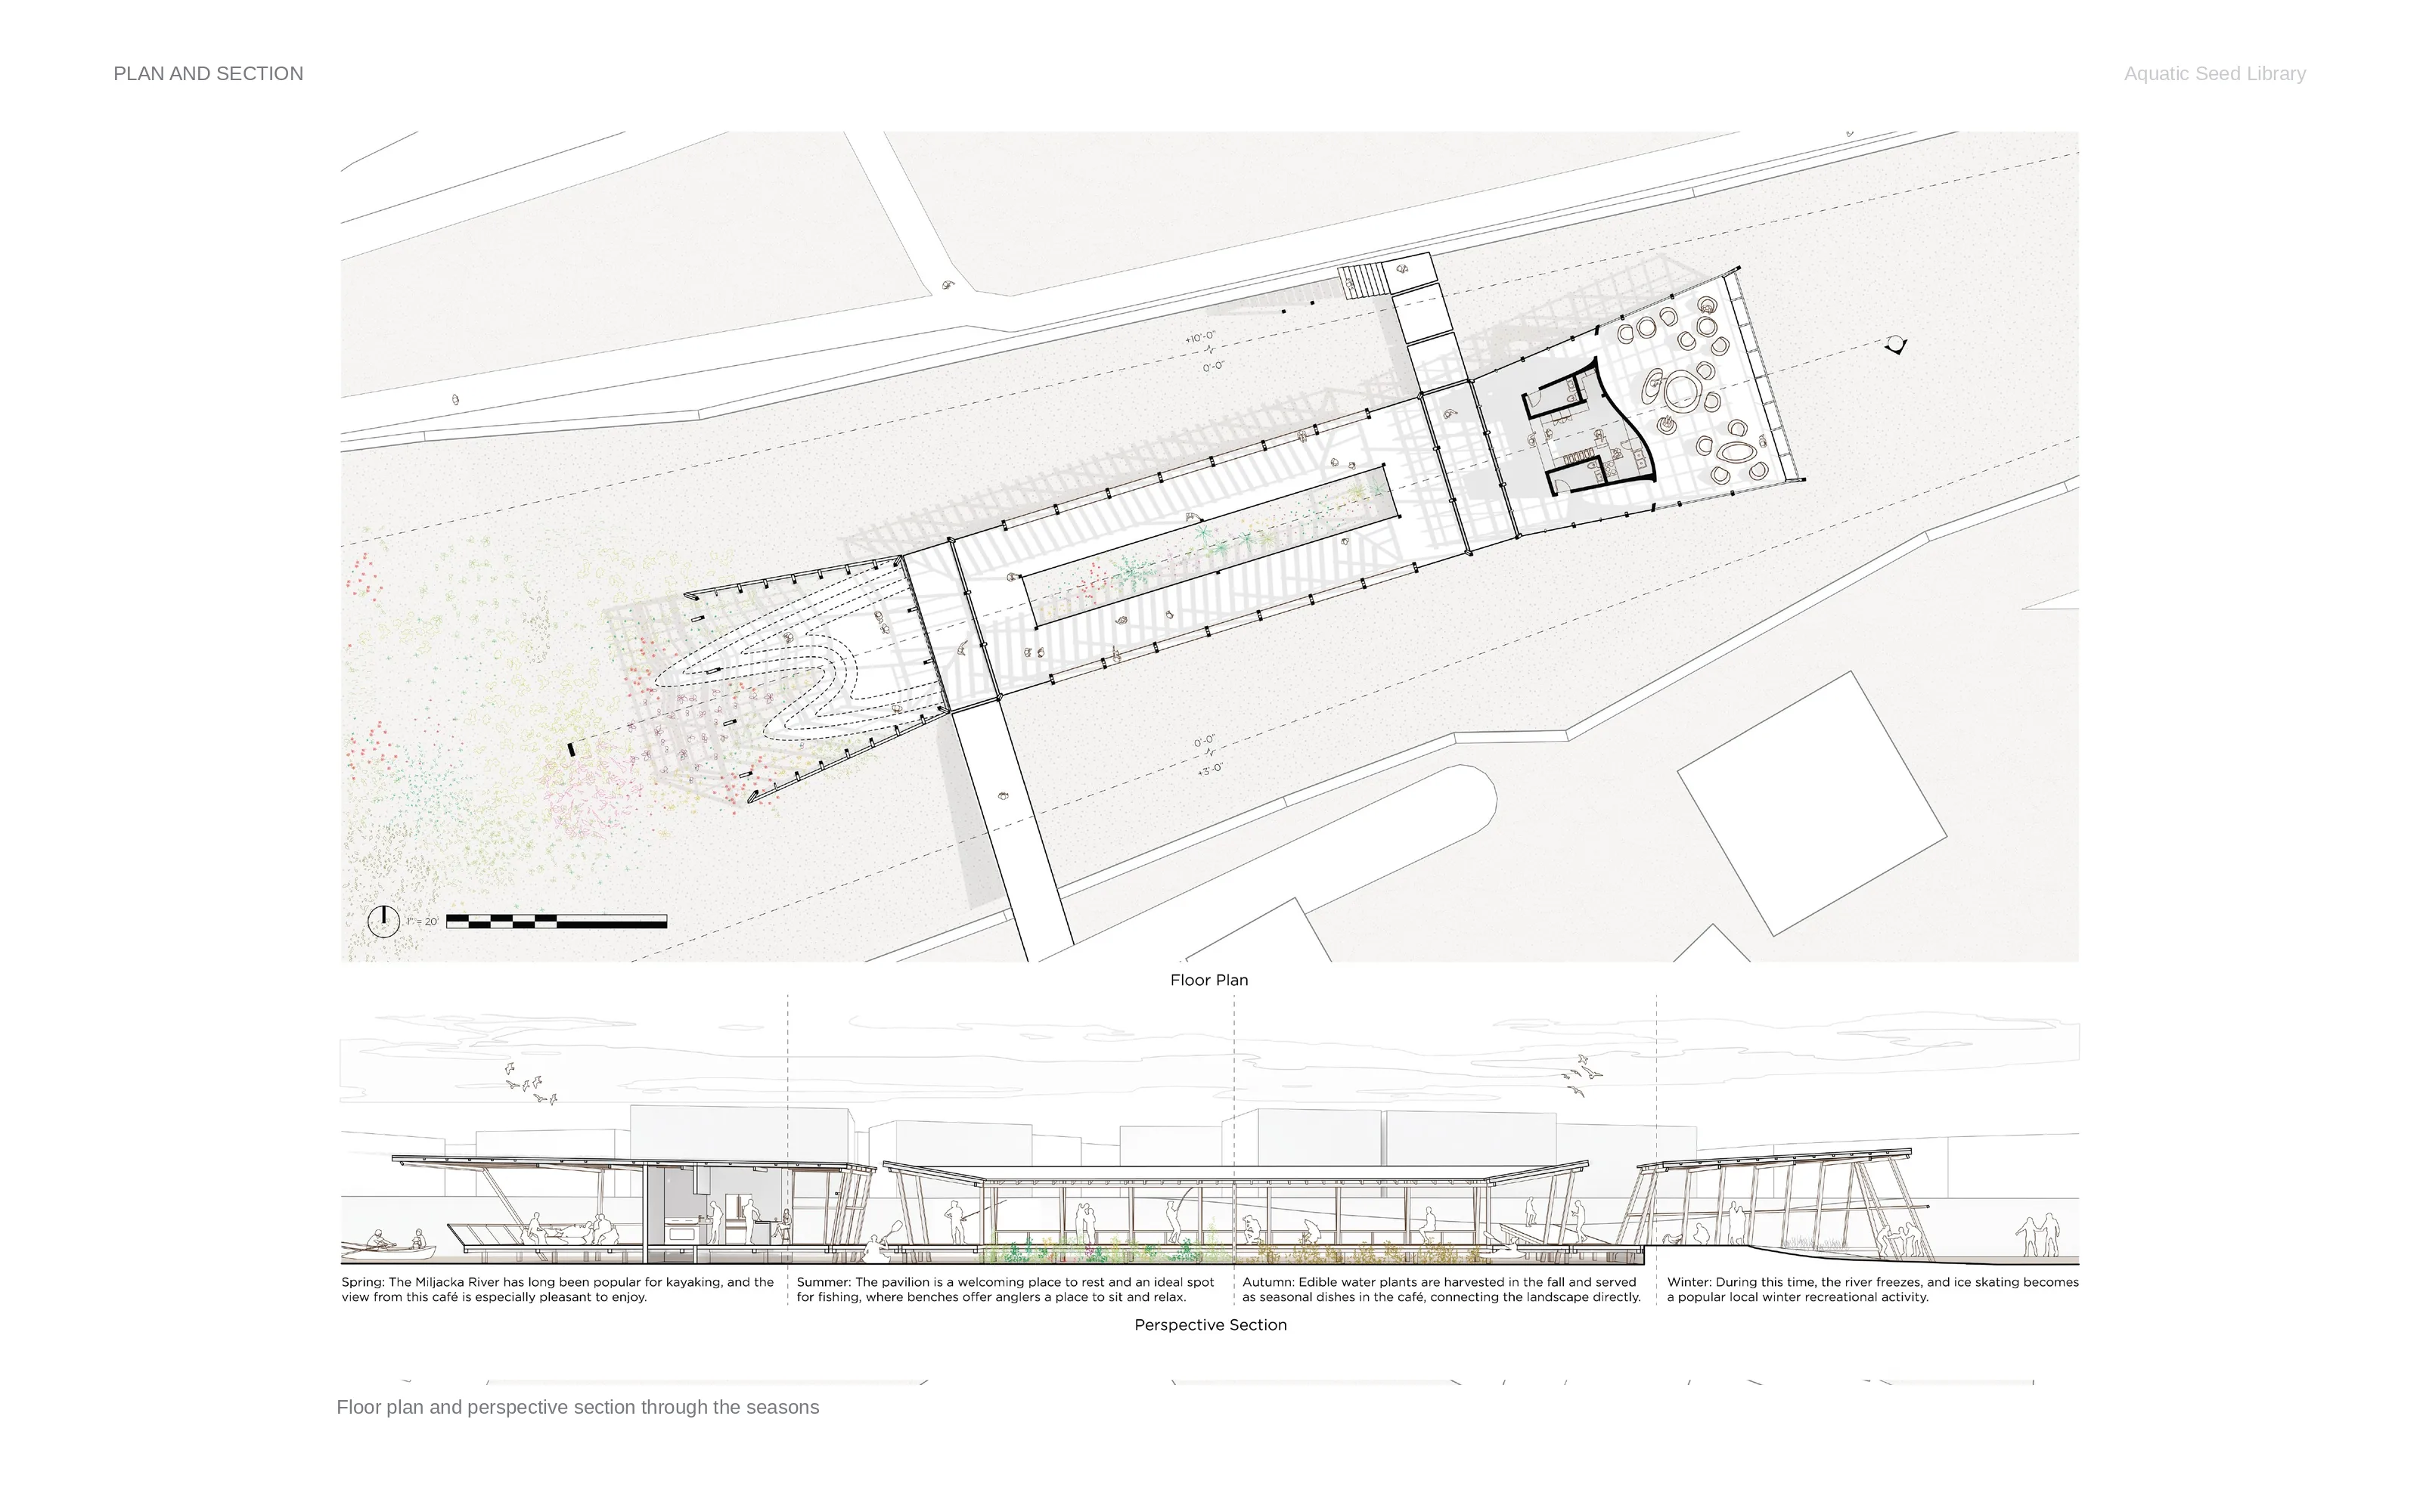 PLAN AND SECTION
Aquatic Seed Library
+10'-0"
0'-0"
0'-0"
+3'-0"
1" = 20'
Floor Plan
Spring: The Miljacka River has long been popular for kayaking, and the
view from this café is especially pleasant to enjoy.
Summer: The pavilion is a welcoming place to rest and an ideal spot
for fishing, where benches offer anglers a place to sit and relax.
Autumn: Edible water plants are harvested in the fall and served
as seasonal dishes in the café, connecting the landscape directly.
Winter: During this time, the river freezes, and ice skating becomes
a popular local winter recreational activity.
Perspective Section
Floor plan and perspective section through the seasons